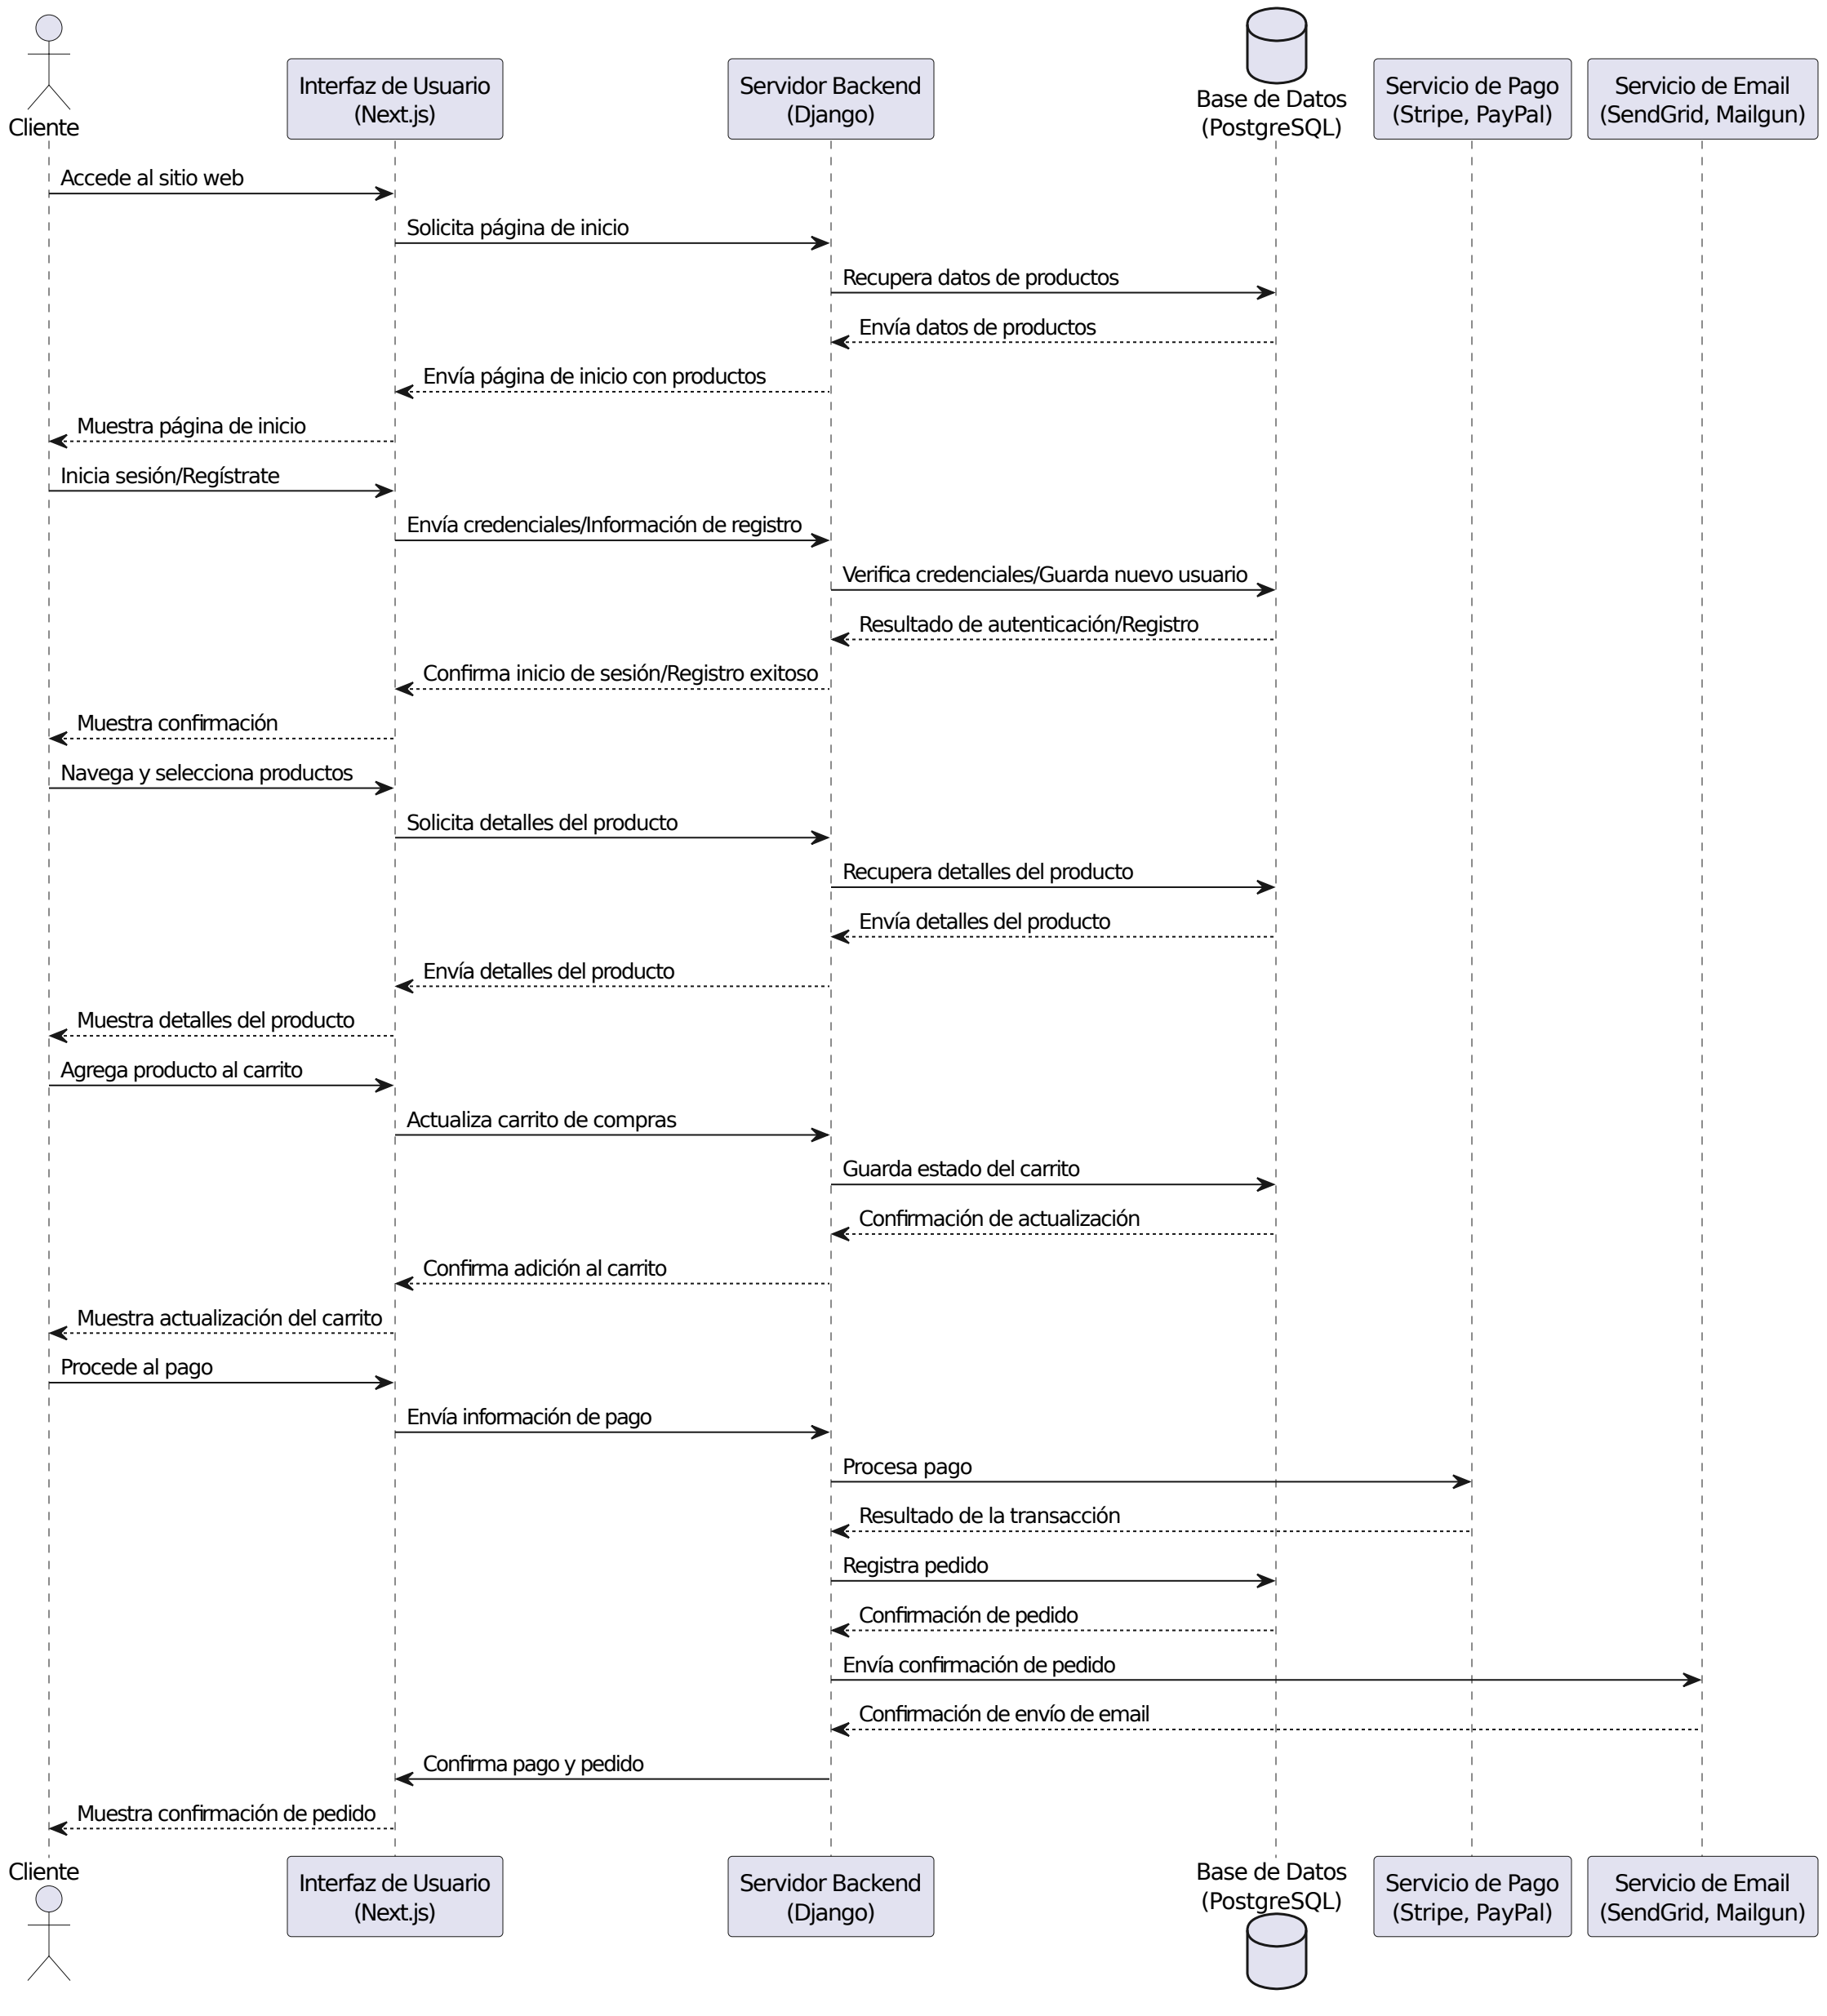 Cliente
Interfaz de Usuario
(Next.js)
Servidor Backend
(Django)
Base de Datos
(PostgreSQL)
Servicio de Pago
(Stripe, PayPal)
Servicio de Email
(SendGrid, Mailgun)
Accede al sitio web
Solicita página de inicio
Recupera datos de productos
Envía datos de productos
Envía página de inicio con productos
Muestra página de inicio
Inicia sesión/Regístrate
Envía credenciales/Información de registro
Verifica credenciales/Guarda nuevo usuario
Resultado de autenticación/Registro
Confirma inicio de sesión/Registro exitoso
Muestra confirmación
Navega y selecciona productos
Solicita detalles del producto
Recupera detalles del producto
Envía detalles del producto
Envía detalles del producto
Muestra detalles del producto
Agrega producto al carrito
Actualiza carrito de compras
Guarda estado del carrito
Confirmación de actualización
Confirma adición al carrito
Muestra actualización del carrito
Procede al pago
Envía información de pago
Procesa pago
Resultado de la transacción
Registra pedido
Confirmación de pedido
Envía confirmación de pedido
Confirmación de envío de email
Confirma pago y pedido
Muestra confirmación de pedido
Cliente
Interfaz de Usuario
(Next.js)
Servidor Backend
(Django)
Base de Datos
(PostgreSQL)
Servicio de Pago
(Stripe, PayPal)
Servicio de Email
(SendGrid, Mailgun)